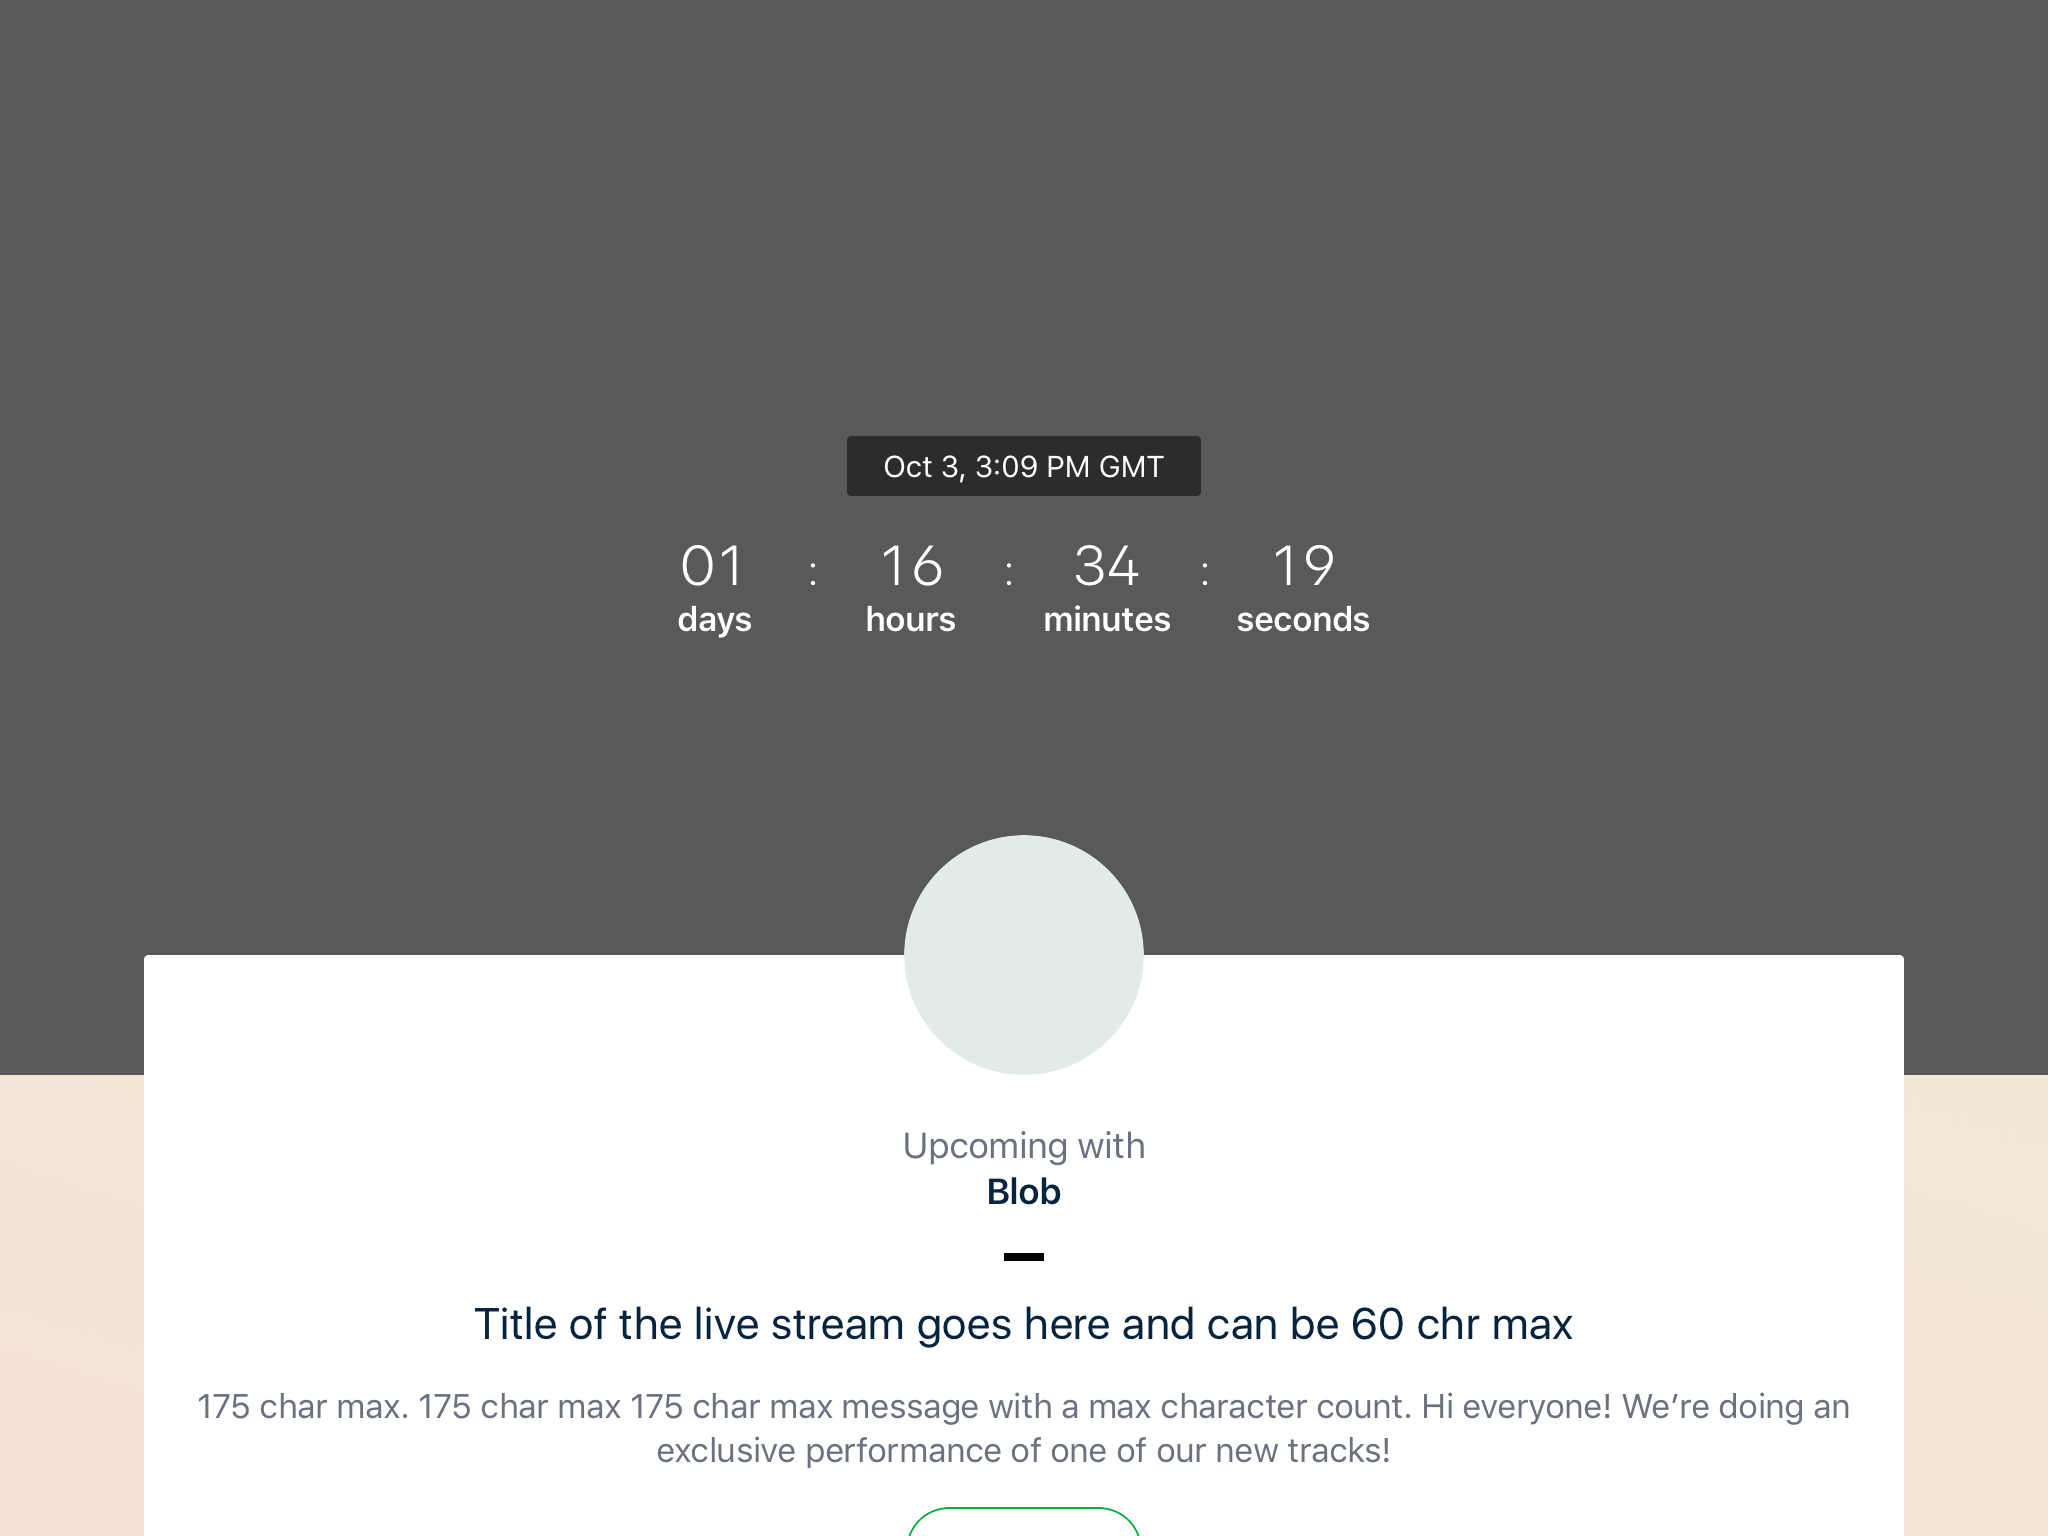 Oct 3, 3:09 PM GMT
01 : 16 : 34 : 19
days hours minutes seconds
Upcoming with
Blob
Title of the live stream goes here and can be 60 chr max
175 char max. 175 char max 175 char max message with a max character count. Hi everyone! We’re doing an
exclusive performance of one of our new tracks!